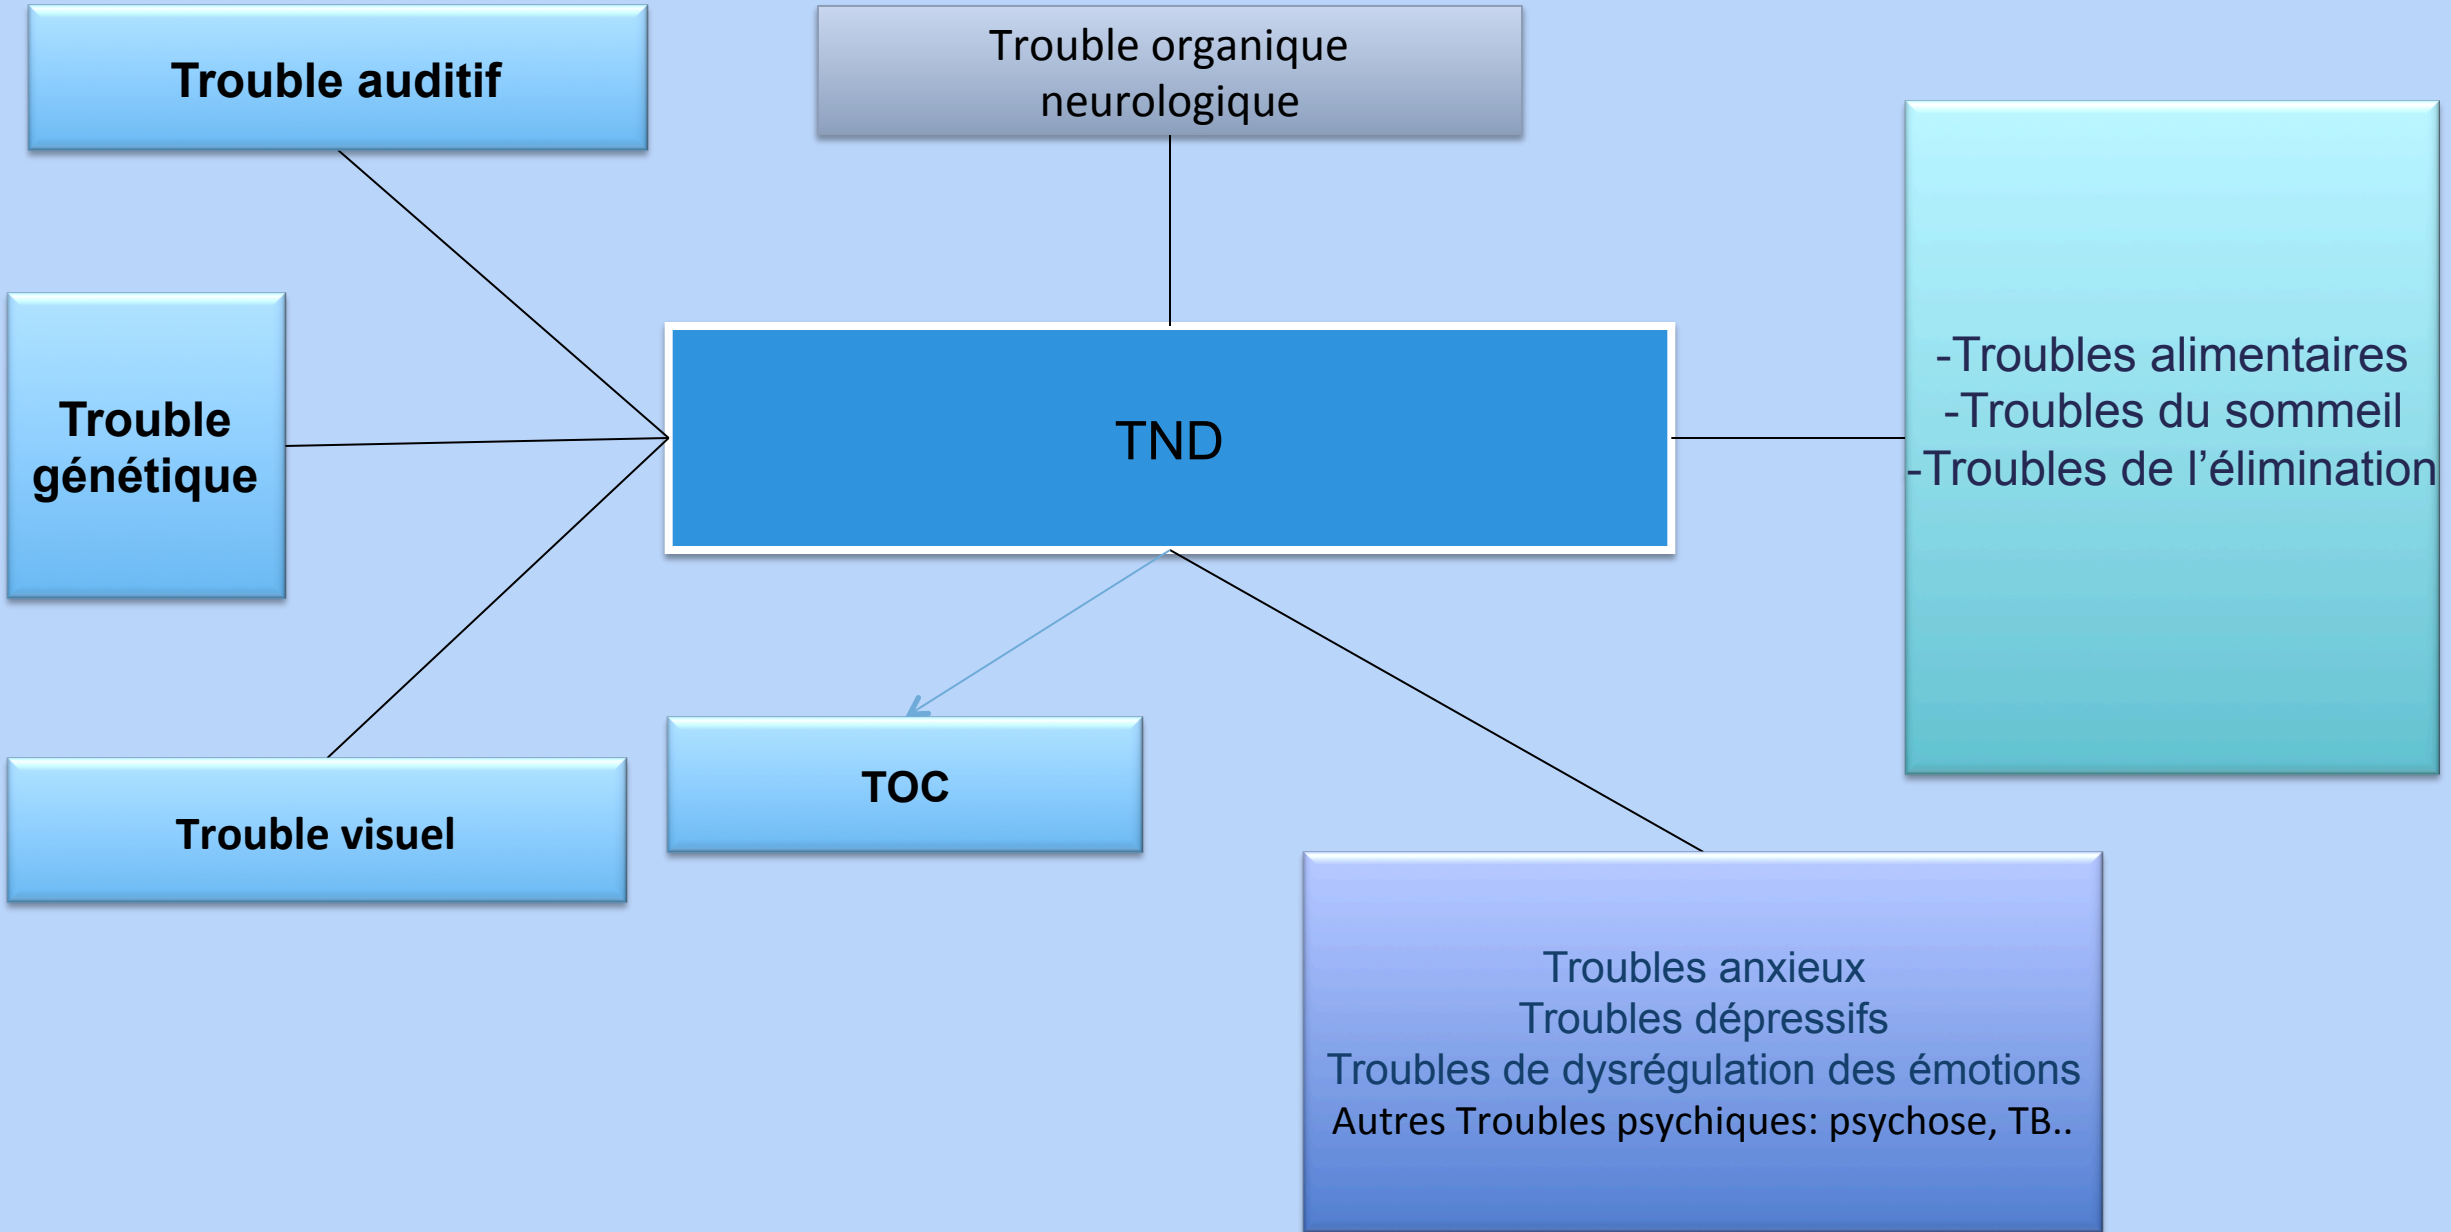 Trouble auditif
Trouble organique
neurologique
-Troubles alimentaires
-Troubles du sommeil
-Troubles de l’élimination
Trouble
génétique
TND
TOC
Trouble visuel
Troubles anxieux
Troubles dépressifs
Troubles de dysrégulation des émotions
Autres Troubles psychiques: psychose, TB..